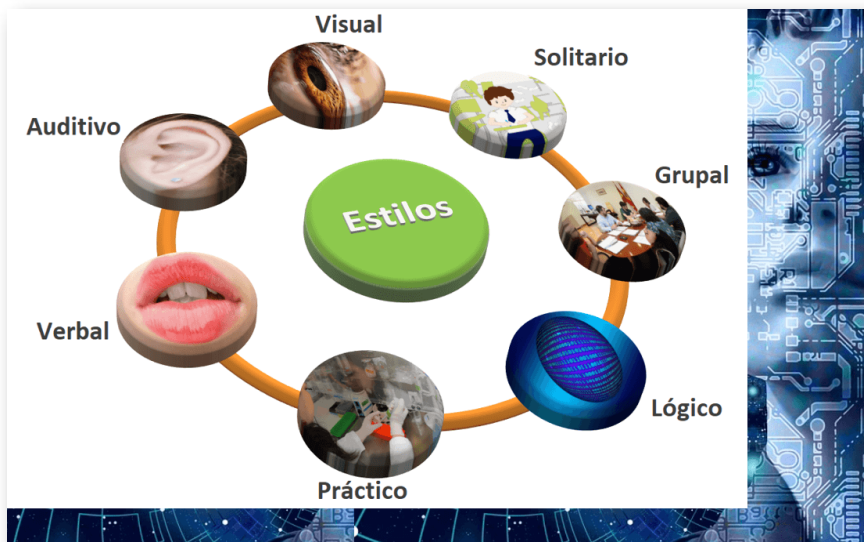 Visual
Solitario
Auditivo
Grupal
Estilos
Verbal
Lógico
Práctico